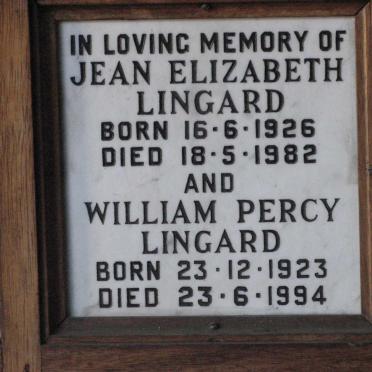 IN LOVING MEMORY OF
JEAN ELIZABETH
LINGARD
BORN 16·6·1926
DIED 18·5·1982
AND
WILLIAM PERCY
LINGARD
BORN 23·12·1923
DIED 23·6·1994